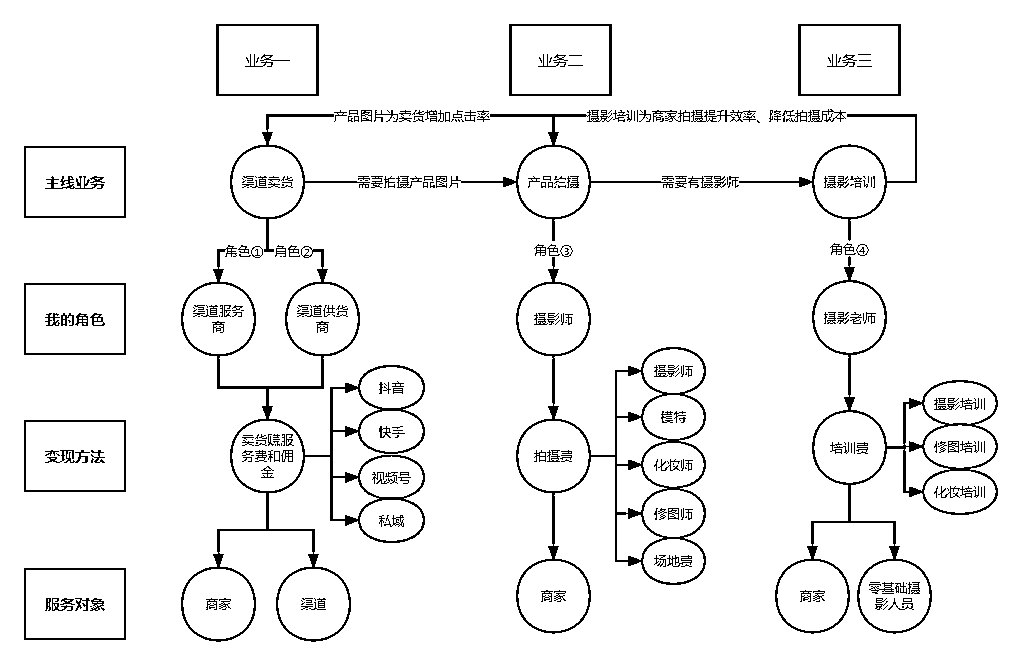 业务一
业务二
业务三
产品图片为卖货增加点击率
摄影培训为商家拍摄提升效率、降低拍摄成本
主线业务
渠道卖货
需要拍摄产品图片
产品拍摄
需要有摄影师
摄影培训
角色①
角色②
角色③
角色④
我的角色
渠道服务
商
渠道供货
商
摄影师
摄影老师
变现方法
卖货赚服
务费和佣
金
抖音
快手
视频号
私域
拍摄费
摄影师
模特
化妆师
修图师
场地费
培训费
摄影培训
修图培训
化妆培训
服务对象
商家
渠道
商家
商家
零基础摄
影人员